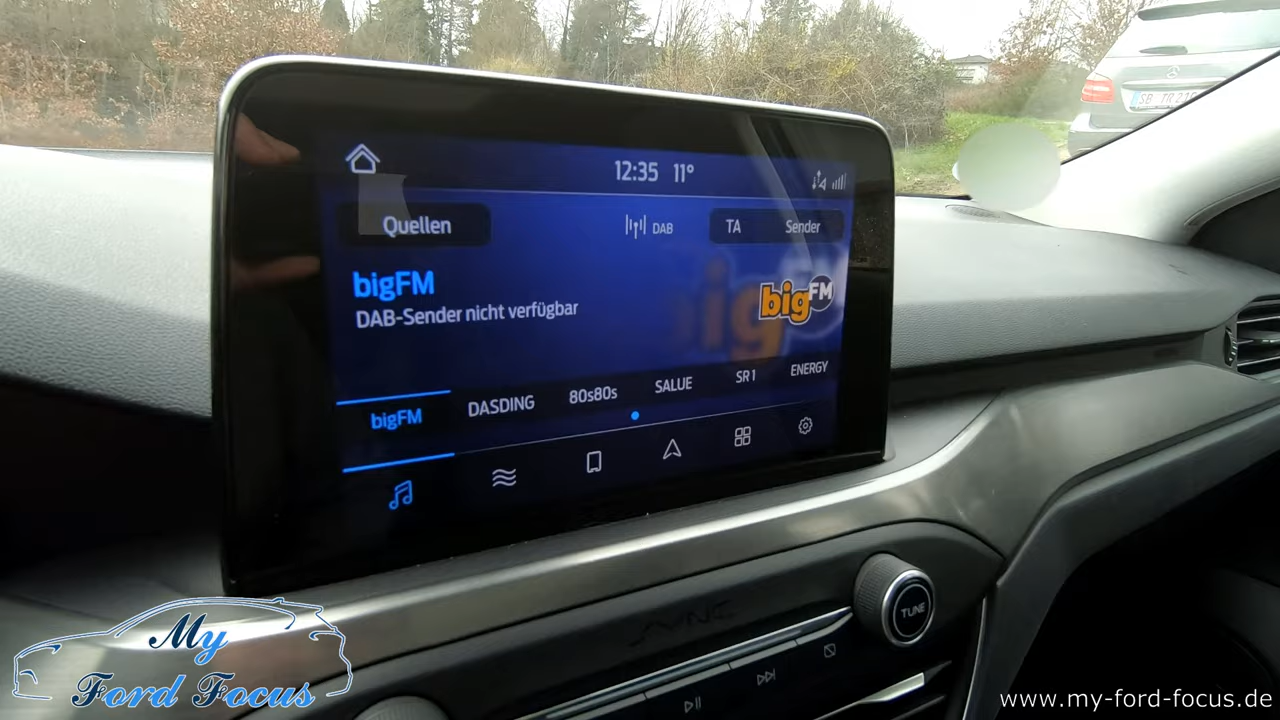 12:35 11°
Quellen
DAB
TA
Sender
bigFM
DAB-Sender nicht verfügbar
bigFM
bigFM
DASDING
80s80s
SALUE
SR1
ENERGY
TUNE
SYNC
My
Ford Focus
www.my-ford-focus.de